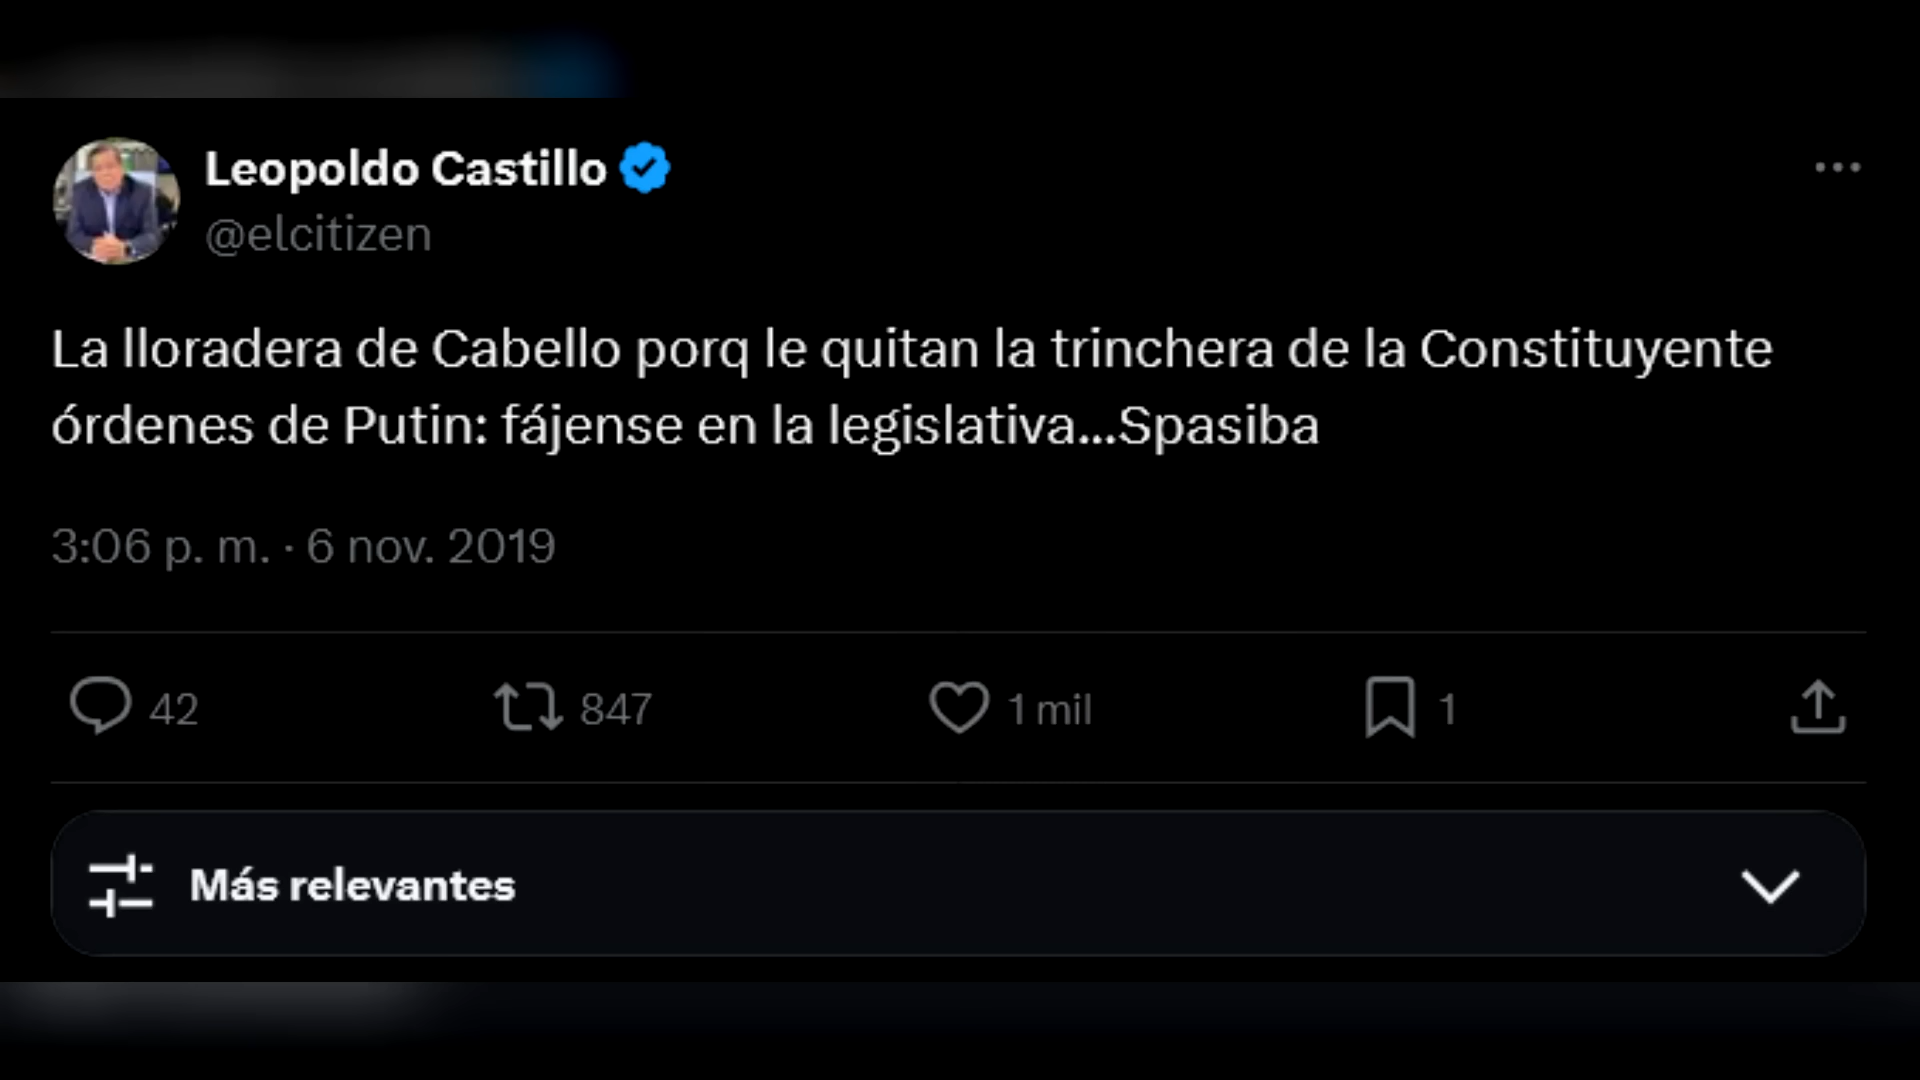 Leopoldo Castillo
@elcitizen
La lloradera de Cabello porq le quitan la trinchera de la Constituyente
órdenes de Putin: fájense en la legislativa...Spasiba
3:06 p. m. · 6 nov. 2019
42 847 1 mil 1
Más relevantes